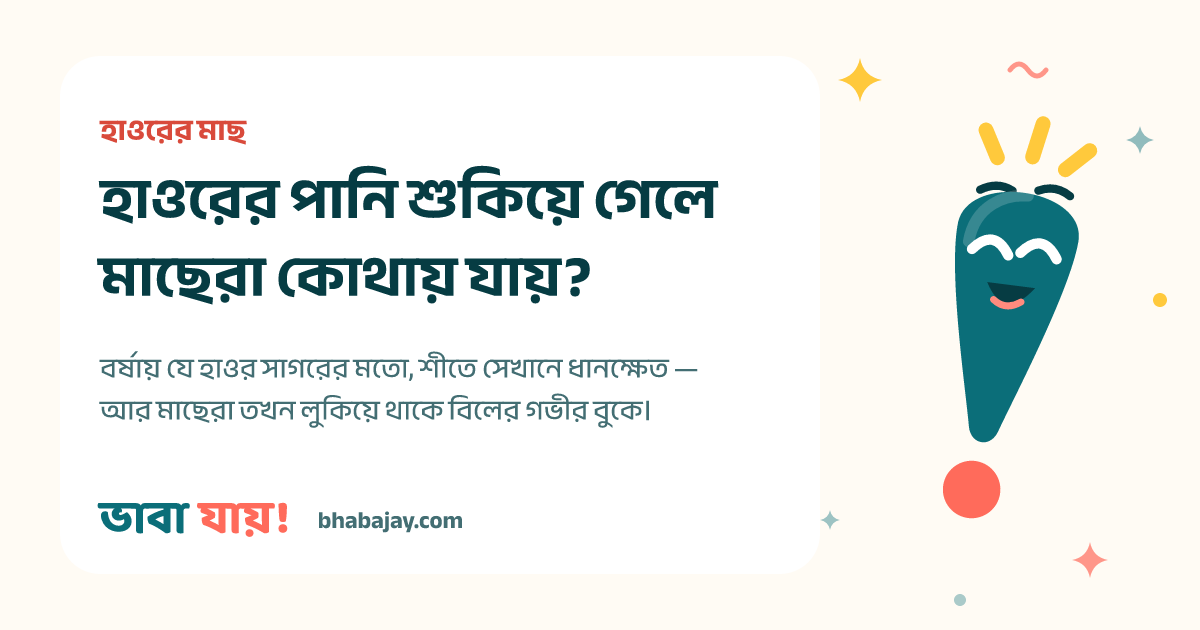 হাওরের মাছ
হাওরের পানি শুকিয়ে গেলে
মাছেরা কোথায় যায়?
বর্ষায় যে হাওর সাগরের মতো, শীতে সেখানে ধানক্ষেত —
আর মাছেরা তখন লুকিয়ে থাকে বিলের গভীর বুকে।
ভাবা যায়! bhabajay.com